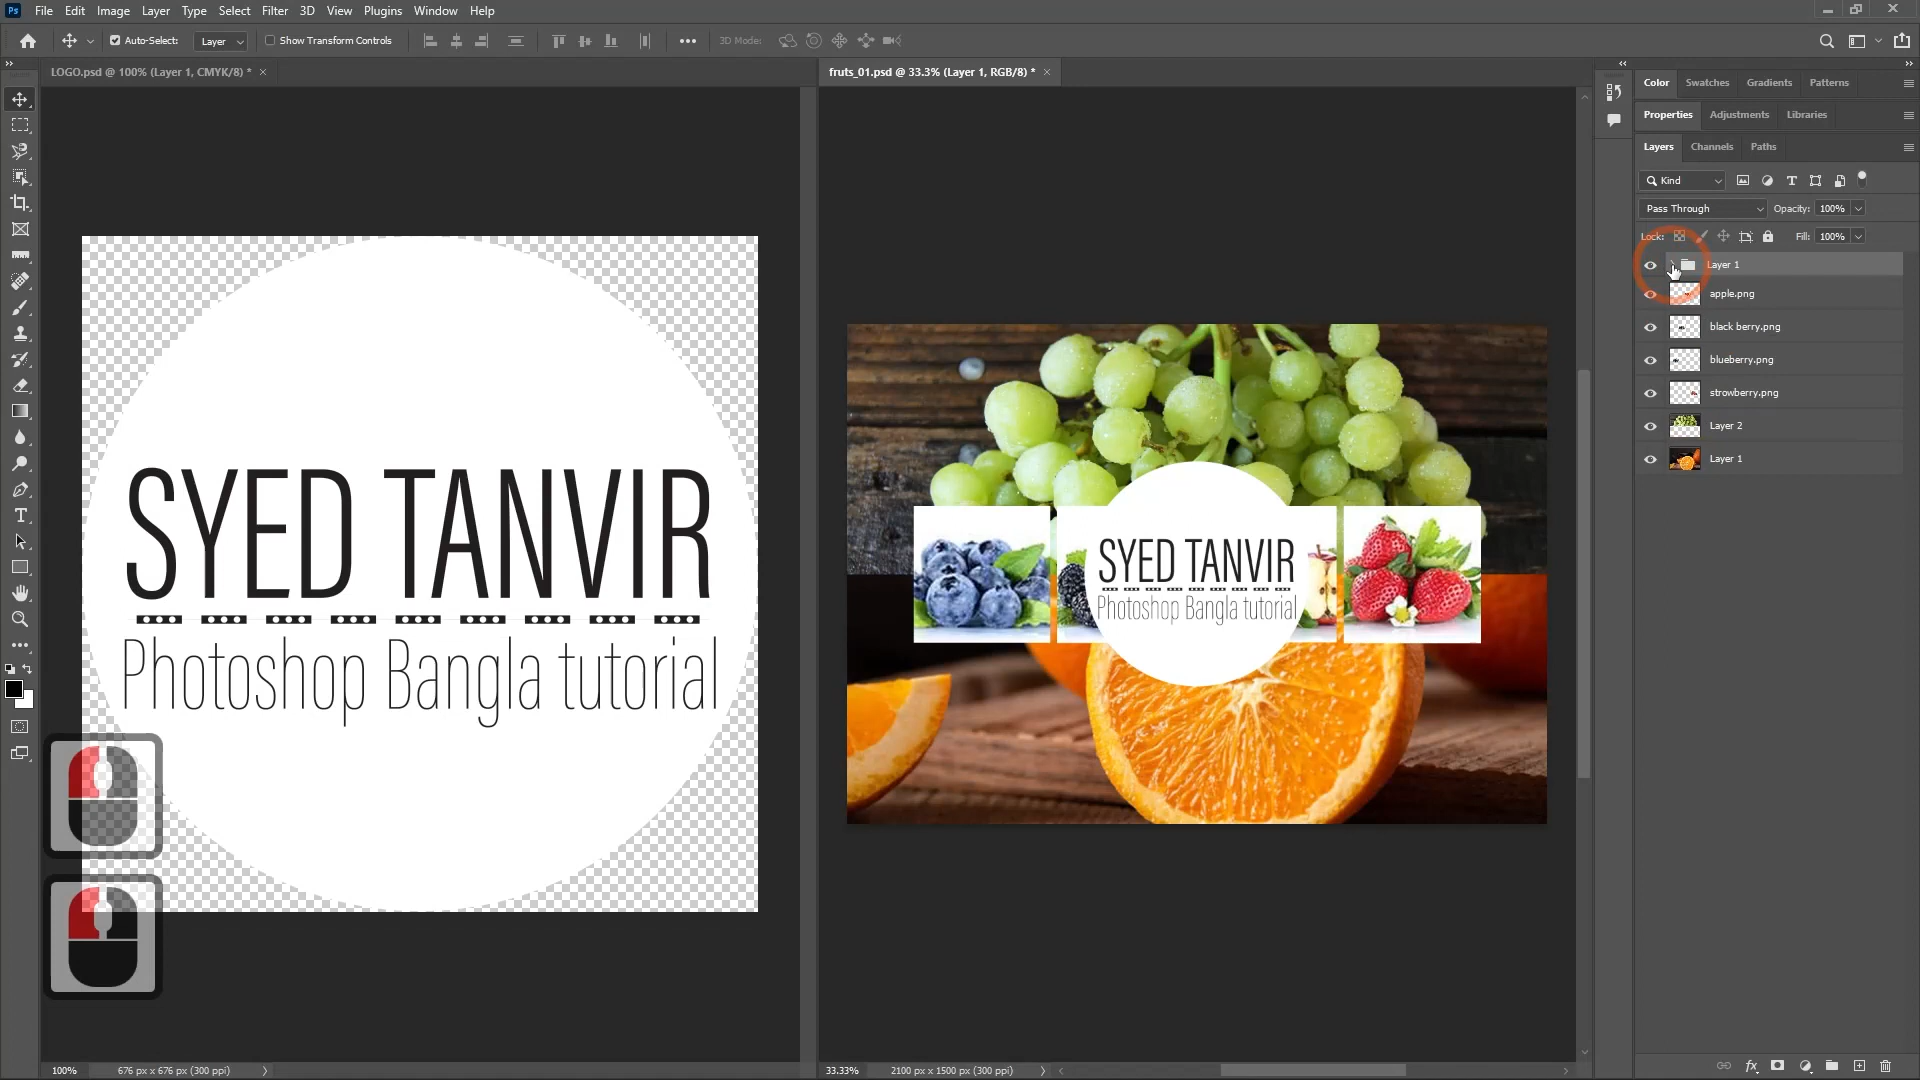 Ps File Edit Image Layer Type Select Filter 3D View Plugins Window Help
Auto-Select: Layer Show Transform Controls 3D Mode:
LOGO.psd @ 100% (Layer 1, CMYK/8) * ×
fruts_01.psd @ 33.3% (Layer 1, RGB/8) * ×
Color Swatches Gradients Patterns
Properties Adjustments Libraries
Layers Channels Paths
Kind
Pass Through Opacity: 100%
Lock: Fill: 100%
Layer 1
apple.png
black berry.png
blueberry.png
strowberry.png
Layer 2
Layer 1
SYED TANVIR
Photoshop Bangla tutorial
SYED TANVIR
Photoshop Bangla tutorial
100% 676 px x 676 px (300 ppi)
33.33% 2100 px x 1500 px (300 ppi)